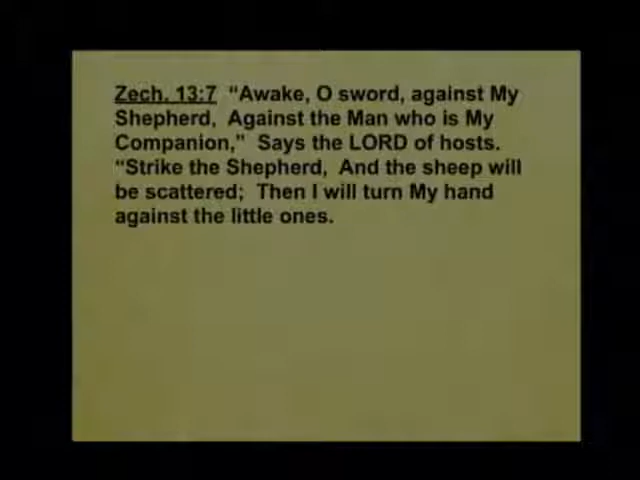 Zech. 13:7 “Awake, O sword, against My
Shepherd, Against the Man who is My
Companion,” Says the LORD of hosts.
“Strike the Shepherd, And the sheep will
be scattered; Then I will turn My hand
against the little ones.